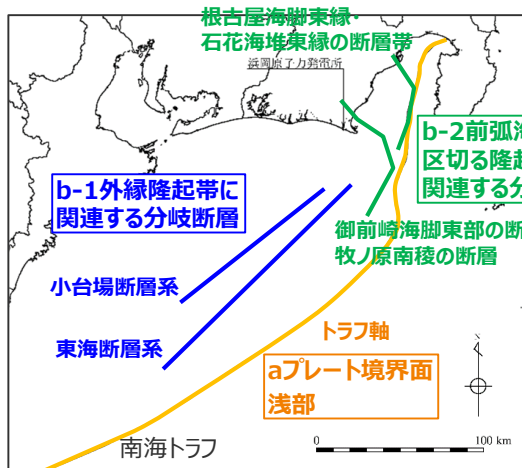 根古屋海脚東縁・
石花海堆東縁の断層帯
浜岡原子力発電所
b-2前弧海
区切る隆起
関連する分
b-1外縁隆起帯に
関連する分岐断層
御前崎海脚東部の断
牧ノ原南稜の断層
小台場断層系
東海断層系
トラフ軸
aプレート境界面
浅部
南海トラフ
N
0 100 km